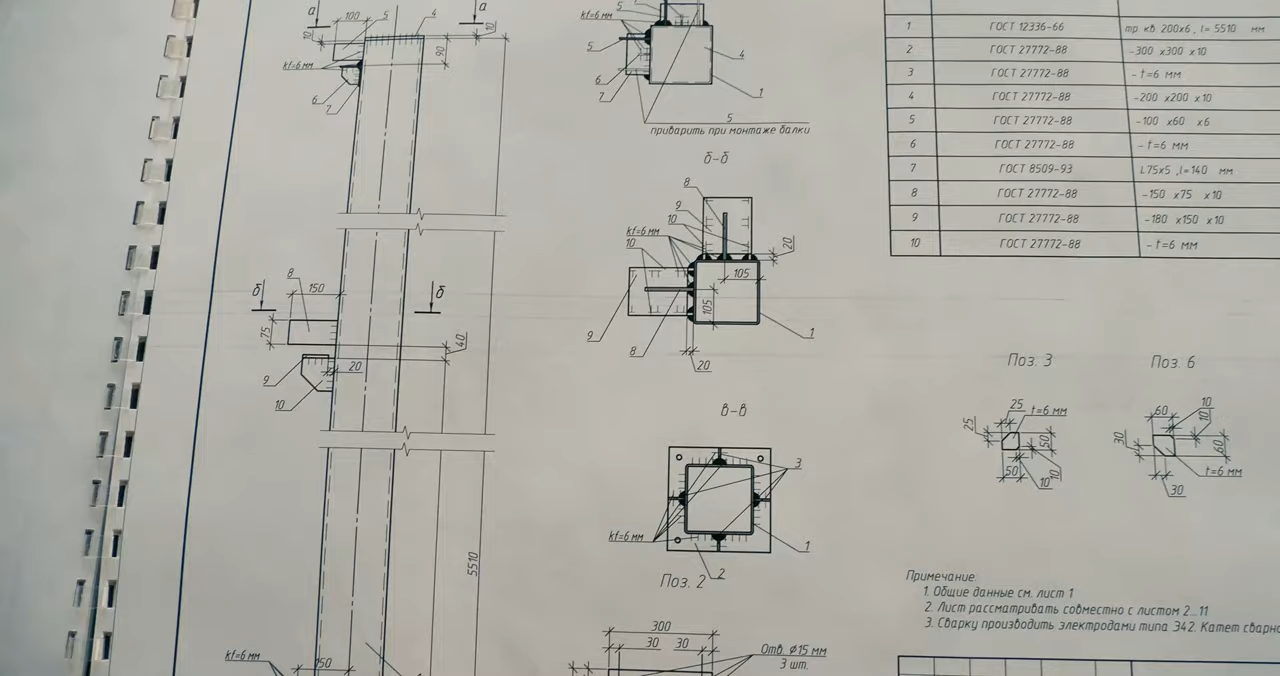 а
а
100
5
4
10
10
90
kf=6 мм
6
7
б
б
8
150
75
40
9
20
10
5510
kf=6 мм
150
5
kf=6 мм
5
4
6
7
1
5
приварить при монтаже балки
б-б
8
9
10
kf=6 мм
10
20
105
105
9
8
1
20
в-в
3
kf=6 мм
1
2
Поз. 2
300
30 30
Отв. Ф15 мм
3 шт.
1 ГОСТ 12336-66 тр кв 200х6, l= 5510 мм
2 ГОСТ 27772-88 -300 х300 х10
3 ГОСТ 27772-88 - t=6 мм
4 ГОСТ 27772-88 -200 х200 х10
5 ГОСТ 27772-88 -100 х60 х6
6 ГОСТ 27772-88 - t=6 мм
7 ГОСТ 8509-93 L75х5, l=140 мм
8 ГОСТ 27772-88 -150 х75 х10
9 ГОСТ 27772-88 -180 х150 х10
10 ГОСТ 27772-88 - t=6 мм
Поз. 3
25
t=6 мм
25
50
50
10
10
Поз. 6
60
10
10
30
60
t=6 мм
30
Примечание
1. Общие данные см. лист 1
2. Лист рассматривать совместно с листом 2...11
3. Сварку производить электродами типа Э42. Катет сварно